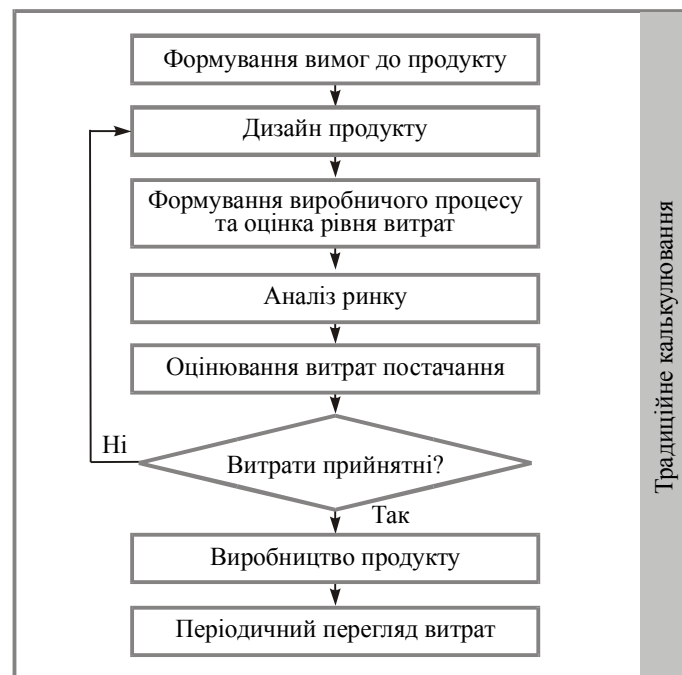 Формування вимог до продукту
Дизайн продукту
Формування виробничого процесу
та оцінка рівня витрат
Аналіз ринку
Оцінювання витрат постачання
Ні
Витрати прийнятні?
Так
Виробництво продукту
Періодичний перегляд витрат
Традиційне калькулювання